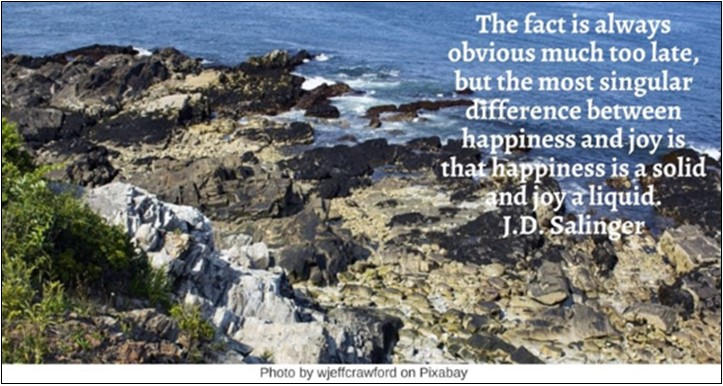 The fact is always
obvious much too late,
but the most singular
difference between
happiness and joy is
that happiness is a solid
and joy a liquid.
J.D. Salinger
Photo by wjeffcrawford on Pixabay